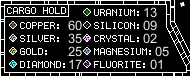 CARGO HOLD
URANIUM: 13
COPPER: 60
SILICON: 09
SILVER: 35
CRYSTAL: 02
GOLD: 25
MAGNESIUM: 05
DIAMOND: 17
FLUORITE: 01